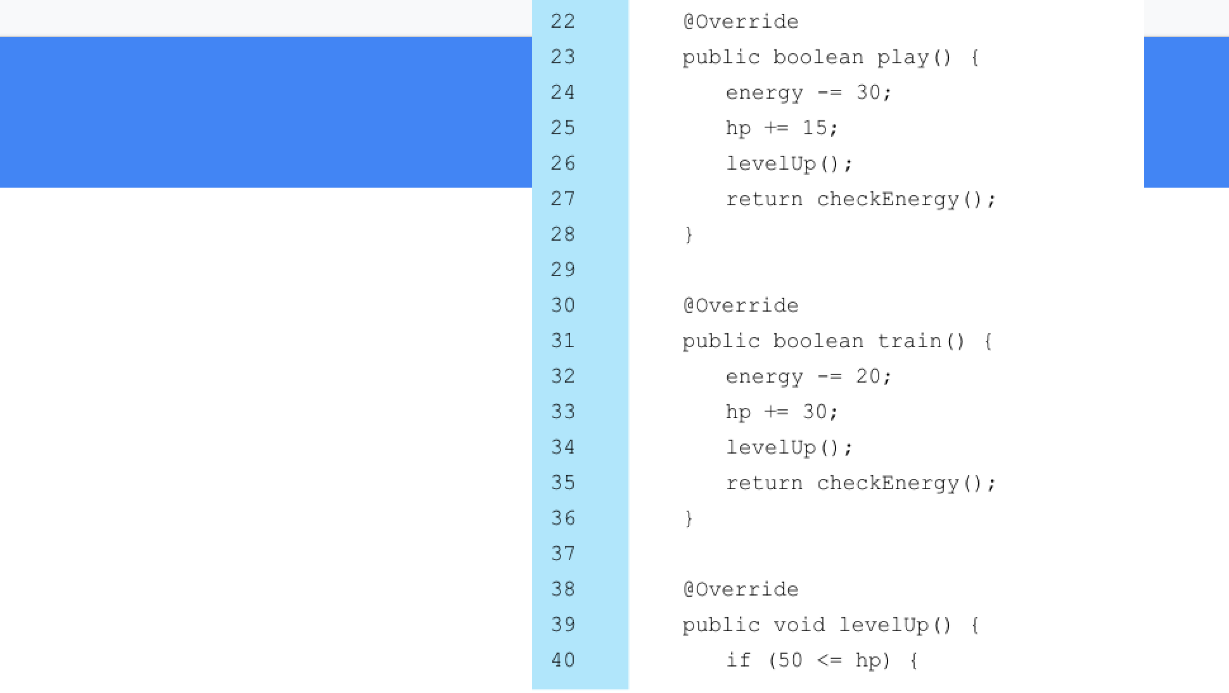 22 @Override
23 public boolean play() {
24 energy -= 30;
25 hp += 15;
26 levelUp();
27 return checkEnergy();
28 }
29
30 @Override
31 public boolean train() {
32 energy -= 20;
33 hp += 30;
34 levelUp();
35 return checkEnergy();
36 }
37
38 @Override
39 public void levelUp() {
40 if (50 <= hp) {